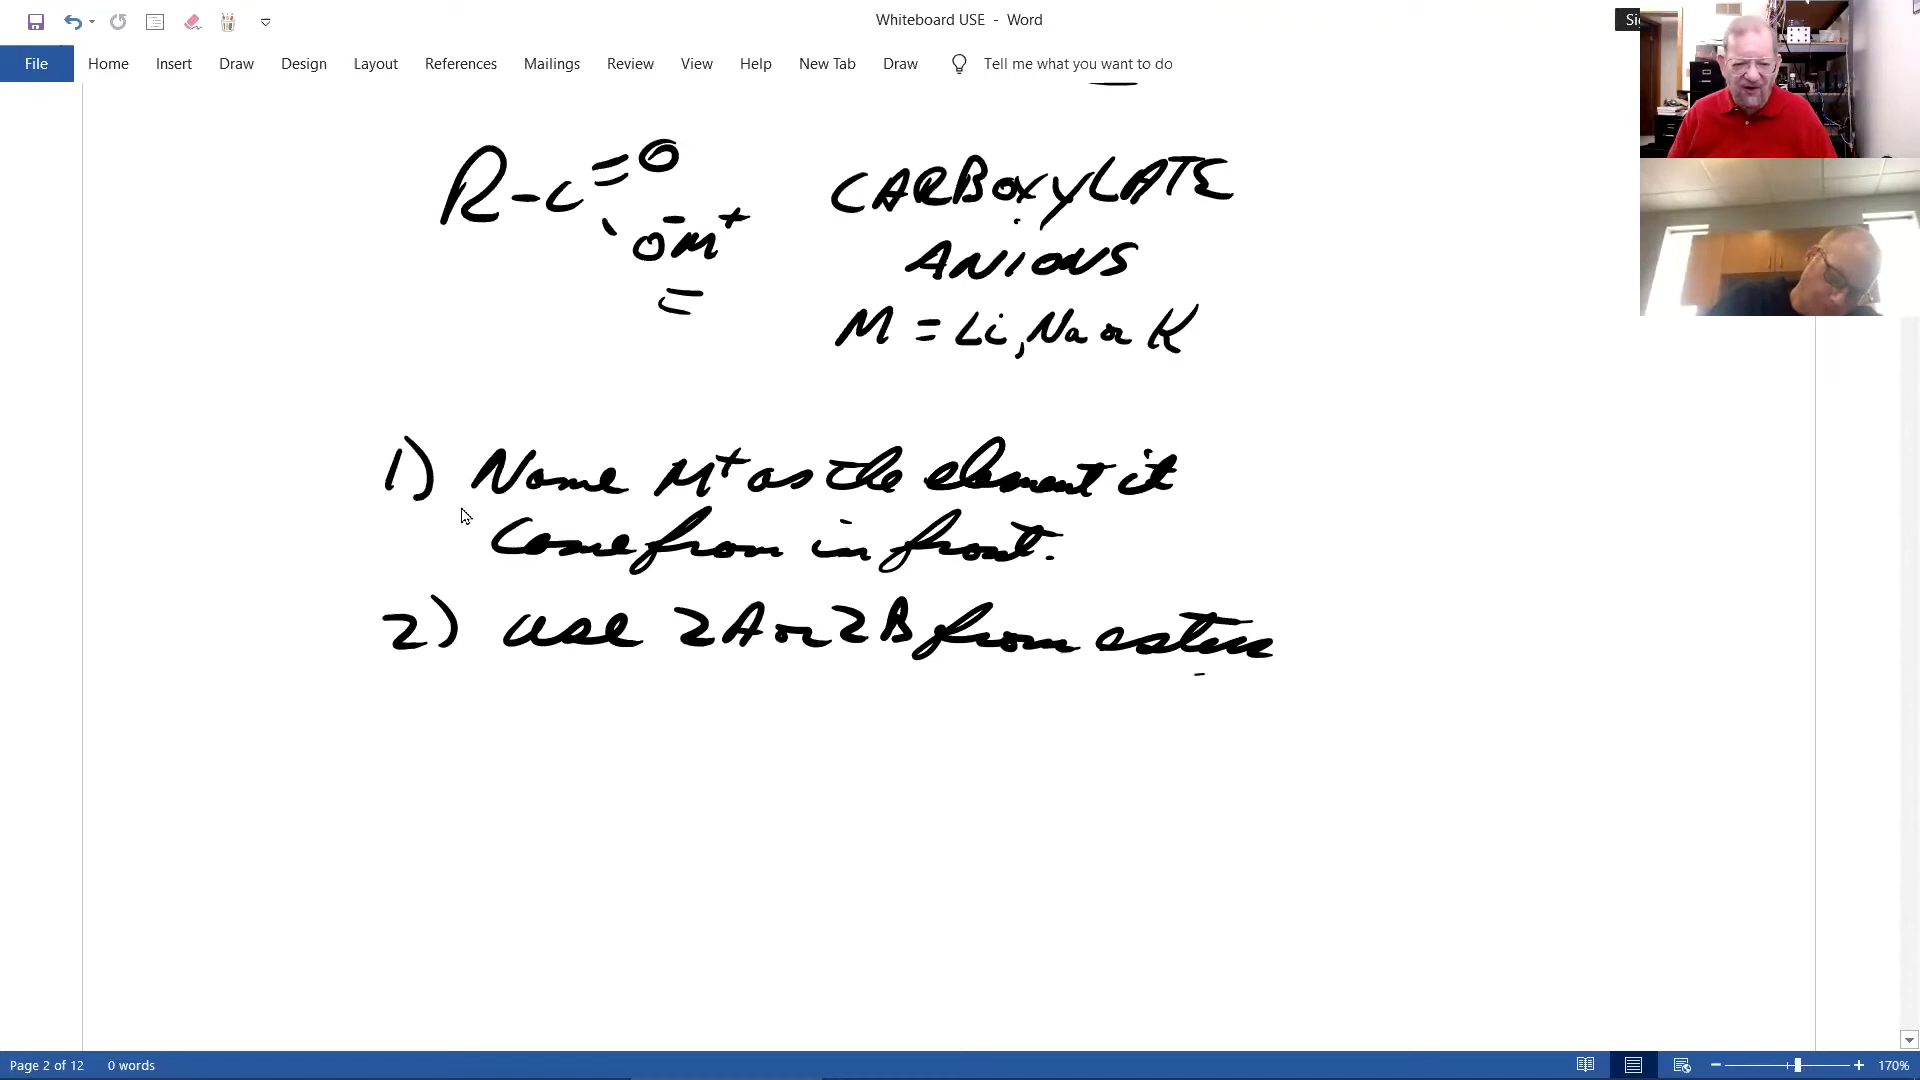 Whiteboard USE - Word
File Home Insert Draw Design Layout References Mailings Review View Help New Tab Draw Tell me what you want to do
R-C=O
O⁻M⁺
CARBOXYLATE
ANIONS
M = Li, Na or K
1) Name M⁺ as the element it
came from in front.
2) Use 2A or 2B from esters
Page 2 of 12 0 words
170%